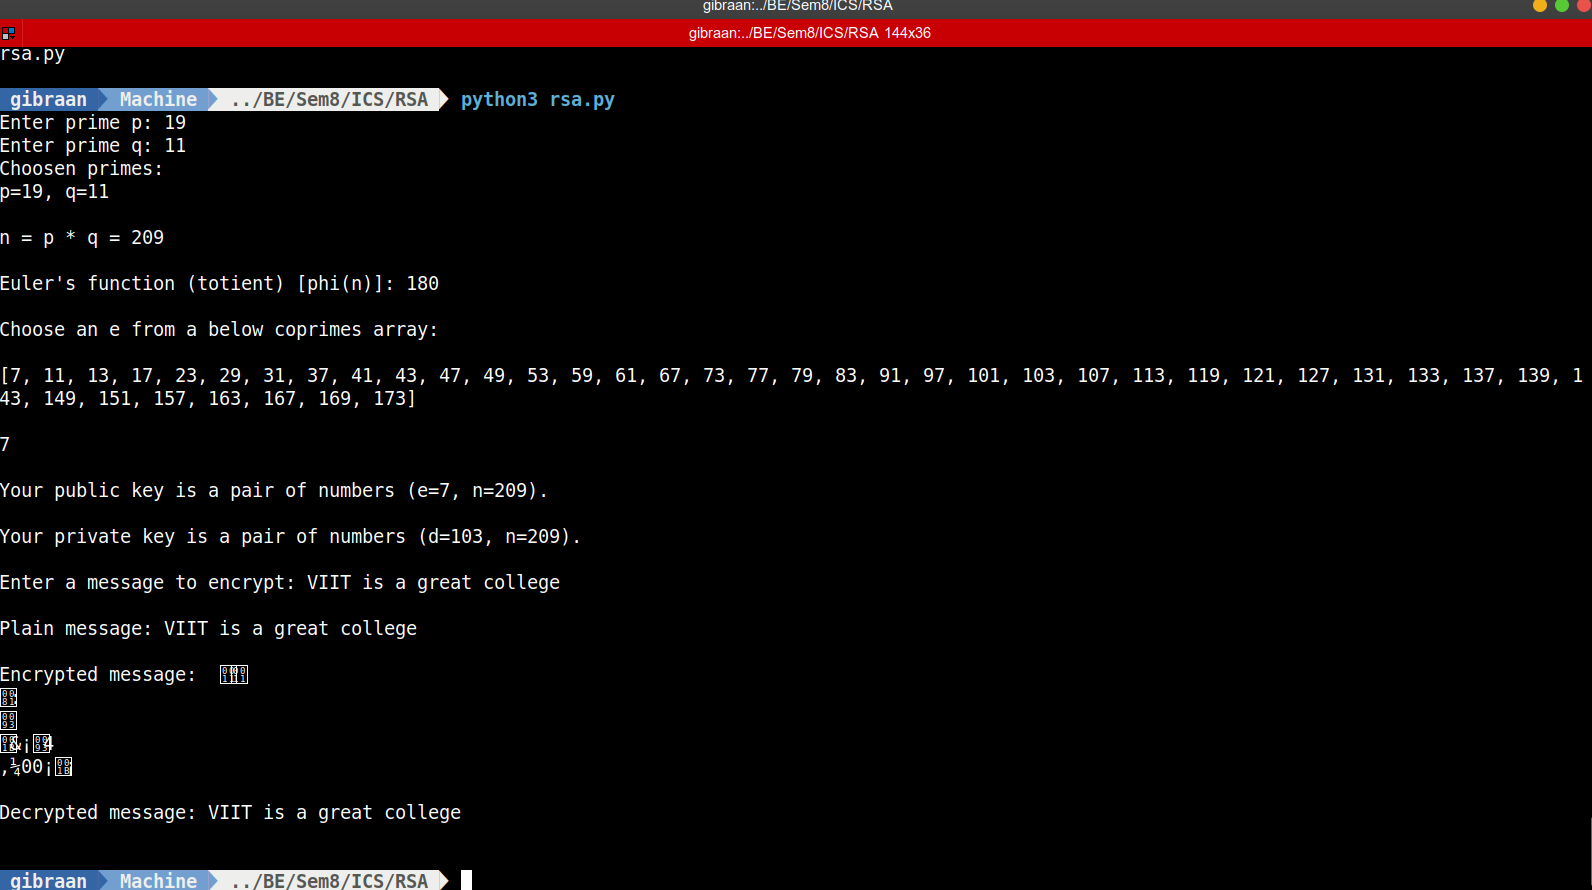 gibraan:../BE/Sem8/ICS/RSA
gibraan:../BE/Sem8/ICS/RSA 144x36
rsa.py
gibraan Machine ../BE/Sem8/ICS/RSA python3 rsa.py
Enter prime p: 19
Enter prime q: 11
Choosen primes:
p=19, q=11
n = p * q = 209
Euler's function (totient) [phi(n)]: 180
Choose an e from a below coprimes array:
[7, 11, 13, 17, 23, 29, 31, 37, 41, 43, 47, 49, 53, 59, 61, 67, 73, 77, 79, 83, 91, 97, 101, 103, 107, 113, 119, 121, 127, 131, 133, 137, 139, 1
43, 149, 151, 157, 163, 167, 169, 173]
7
Your public key is a pair of numbers (e=7, n=209).
Your private key is a pair of numbers (d=103, n=209).
Enter a message to encrypt: VIIT is a great college
Plain message: VIIT is a great college
Encrypted message:
&¡4
,¼00¡
Decrypted message: VIIT is a great college
gibraan Machine ../BE/Sem8/ICS/RSA